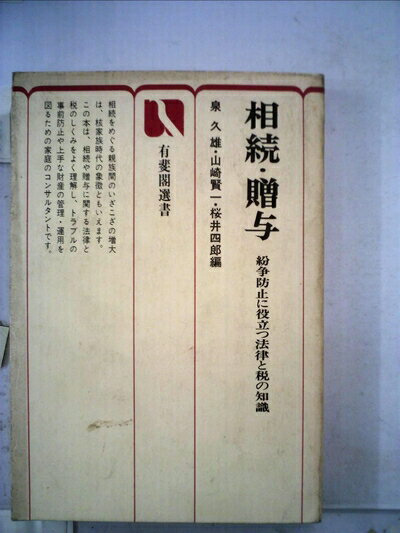 相続・贈与
紛争防止に役立つ法律と税の知識
泉 久雄・山崎賢一・桜井四郎編
有斐閣選書
相続をめぐる親族間のいざこざの増大
は、核家族時代の象徴ともいえます。
この本は、相続や贈与に関する法律と
税のしくみをよく理解し、トラブルの
事前防止や上手な財産の管理・運用を
図るための家庭のコンサルタントです。